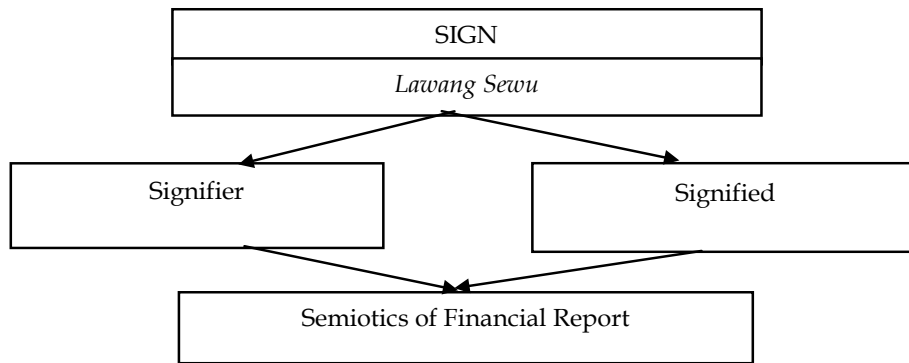 SIGN
Lawang Sewu
Signifier
Signified
Semiotics of Financial Report